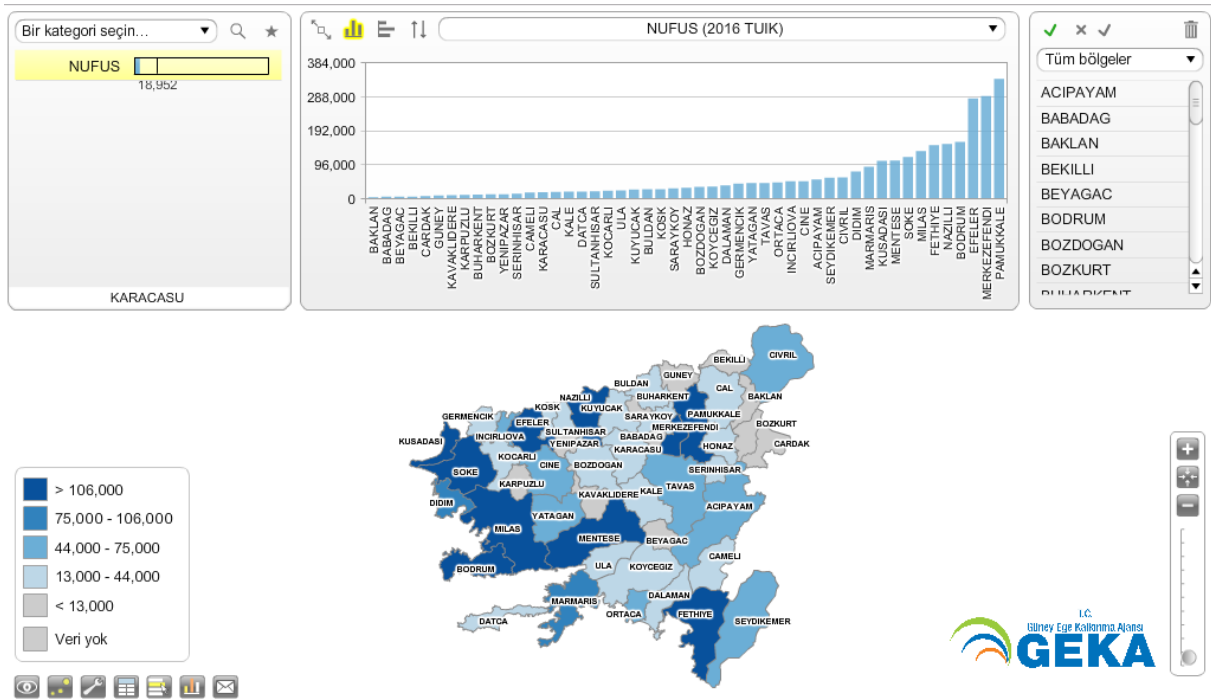 Bir kategori seçin...
NUFUS
18,952
KARACASU
NUFUS (2016 TUIK)
384,000
288,000
192,000
96,000
0
BAKLAN
BABADAG
BEYAGAC
BEKILLI
CARDAK
GUNEY
KAVAKLIDERE
KARPUZLU
BUHARKENT
BOZKURT
YENIPAZAR
SERINHISAR
CAMELI
KARACASU
CAL
KALE
DATCA
SULTANHISAR
KOCARLI
ULA
KUYUCAK
BULDAN
KOSK
SARAYKOY
HONAZ
BOZDOGAN
KOYCEGIZ
DALAMAN
GERMENCIK
YATAGAN
TAVAS
ORTACA
INCIRLIOVA
CINE
ACIPAYAM
SEYDIKEMER
CIVRIL
DIDIM
MARMARIS
KUSADASI
MENTESE
SOKE
MILAS
FETHIYE
NAZILLI
BODRUM
EFELER
MERKEZEFENDI
PAMUKKALE
Tüm bölgeler
ACIPAYAM
BABADAG
BAKLAN
BEKILLI
BEYAGAC
BODRUM
BOZDOGAN
BOZKURT
BUHARKENT
CIVRIL
BEKILLI
GUNEY
BULDAN
CAL
BUHARKENT
BAKLAN
NAZILLI
KOSK
KUYUCAK
GERMENCIK
SARAYKOY
PAMUKKALE
EFELER
MERKEZEFENDI
BOZKURT
INCIRLIOVA
SULTANHISAR
BABADAG
KUSADASI
YENIPAZAR
KARACASU
HONAZ
CARDAK
KOCARLI
CINE
BOZDOGAN
SERINHISAR
SOKE
KARPUZLU
KAVAKLIDERE
KALE
TAVAS
DIDIM
ACIPAYAM
YATAGAN
MILAS
MENTESE
BEYAGAC
CAMELI
BODRUM
ULA
KOYCEGIZ
DALAMAN
MARMARIS
ORTACA
FETHIYE
DATCA
SEYDIKEMER
> 106,000
75,000 - 106,000
44,000 - 75,000
13,000 - 44,000
< 13,000
Veri yok
T.C.
Güney Ege Kalkınma Ajansı
GEKA